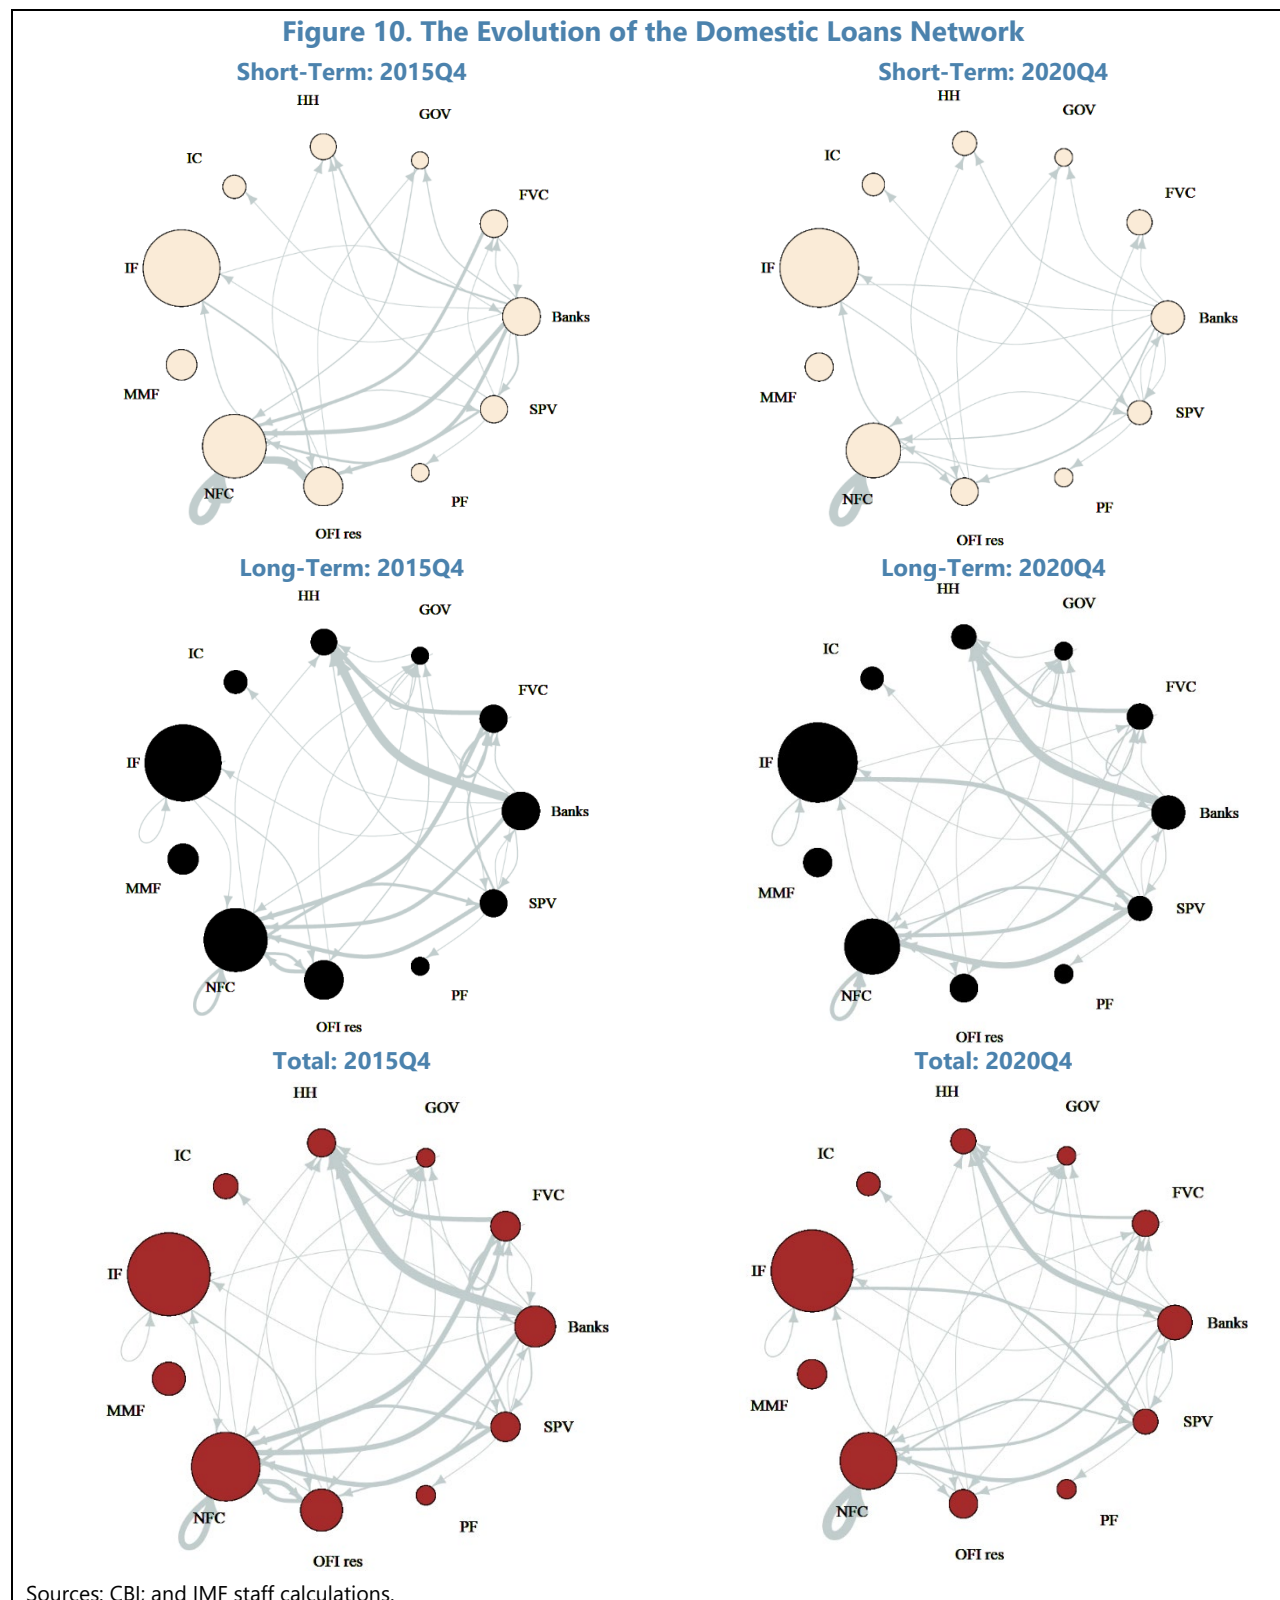 Figure 10. The Evolution of the Domestic Loans Network
Short-Term: 2015Q4
HH
GOV
IC
FVC
IF
Banks
MMF
SPV
NFC
PF
OFI res
Short-Term: 2020Q4
HH
GOV
IC
FVC
IF
Banks
MMF
SPV
NFC
PF
OFI res
Long-Term: 2015Q4
HH
GOV
IC
FVC
IF
Banks
MMF
SPV
NFC
PF
OFI res
Long-Term: 2020Q4
HH
GOV
IC
FVC
IF
Banks
MMF
SPV
NFC
PF
OFI res
Total: 2015Q4
HH
GOV
IC
FVC
IF
Banks
MMF
SPV
NFC
PF
OFI res
Total: 2020Q4
HH
GOV
IC
FVC
IF
Banks
MMF
SPV
NFC
PF
OFI res
Sources: CBI; and IMF staff calculations.